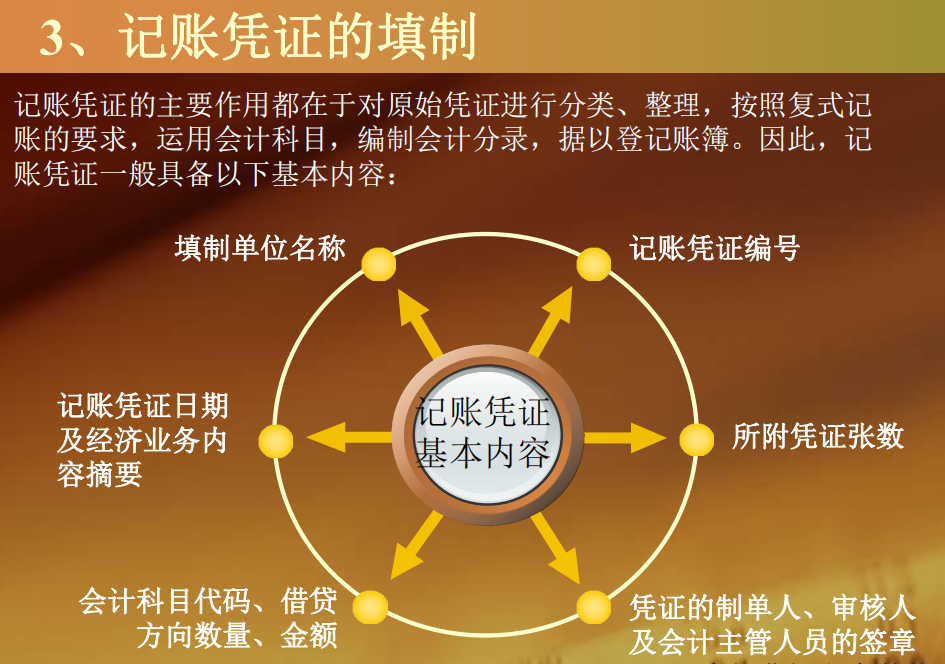 3、记账凭证的填制
记账凭证的主要作用都在于对原始凭证进行分类、整理，按照复式记
账的要求，运用会计科目，编制会计分录，据以登记账簿。因此，记
账凭证一般具备以下基本内容：
填制单位名称
记账凭证编号
记账凭证日期
及经济业务内
容摘要
记账凭证
基本内容
所附凭证张数
会计科目代码、借贷
方向数量、金额
凭证的制单人、审核人
及会计主管人员的签章